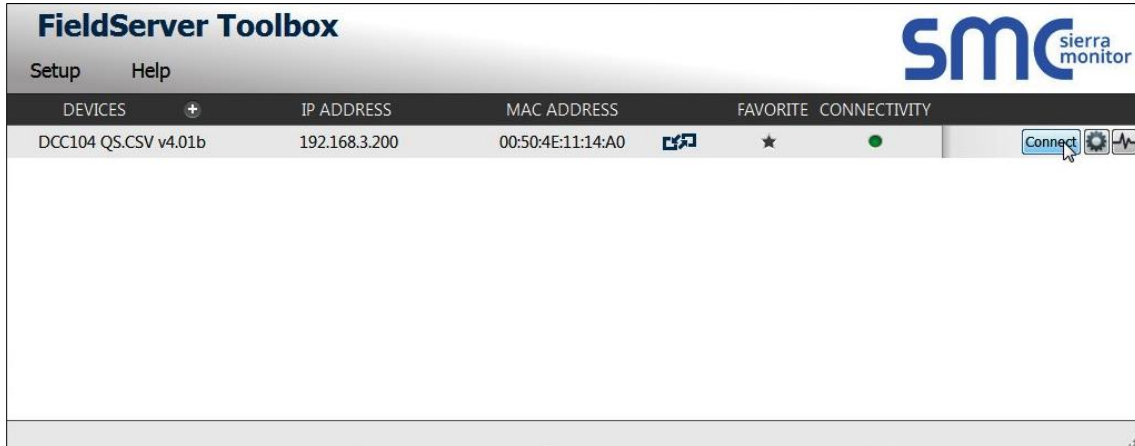 FieldServer Toolbox
SMC sierra monitor
Setup Help
DEVICES IP ADDRESS MAC ADDRESS FAVORITE CONNECTIVITY
DCC104 QS.CSV v4.01b 192.168.3.200 00:50:4E:11:14:A0 Connect